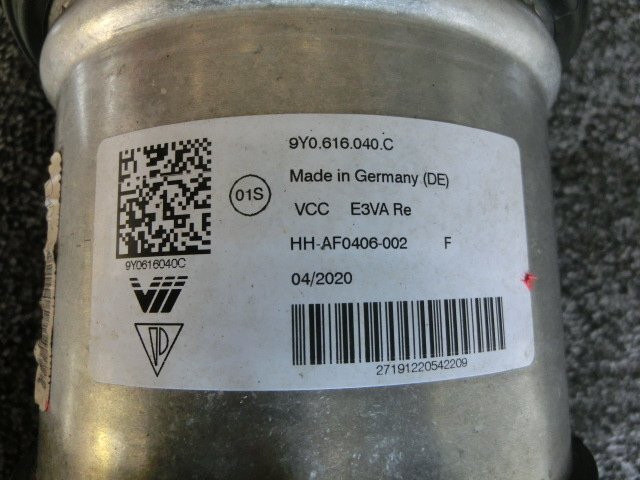 9Y0.616.040.C
Made in Germany (DE)
01S
VCC E3VA Re
HH-AF0406-002 F
04/2020
9Y0616040C
27191220542209